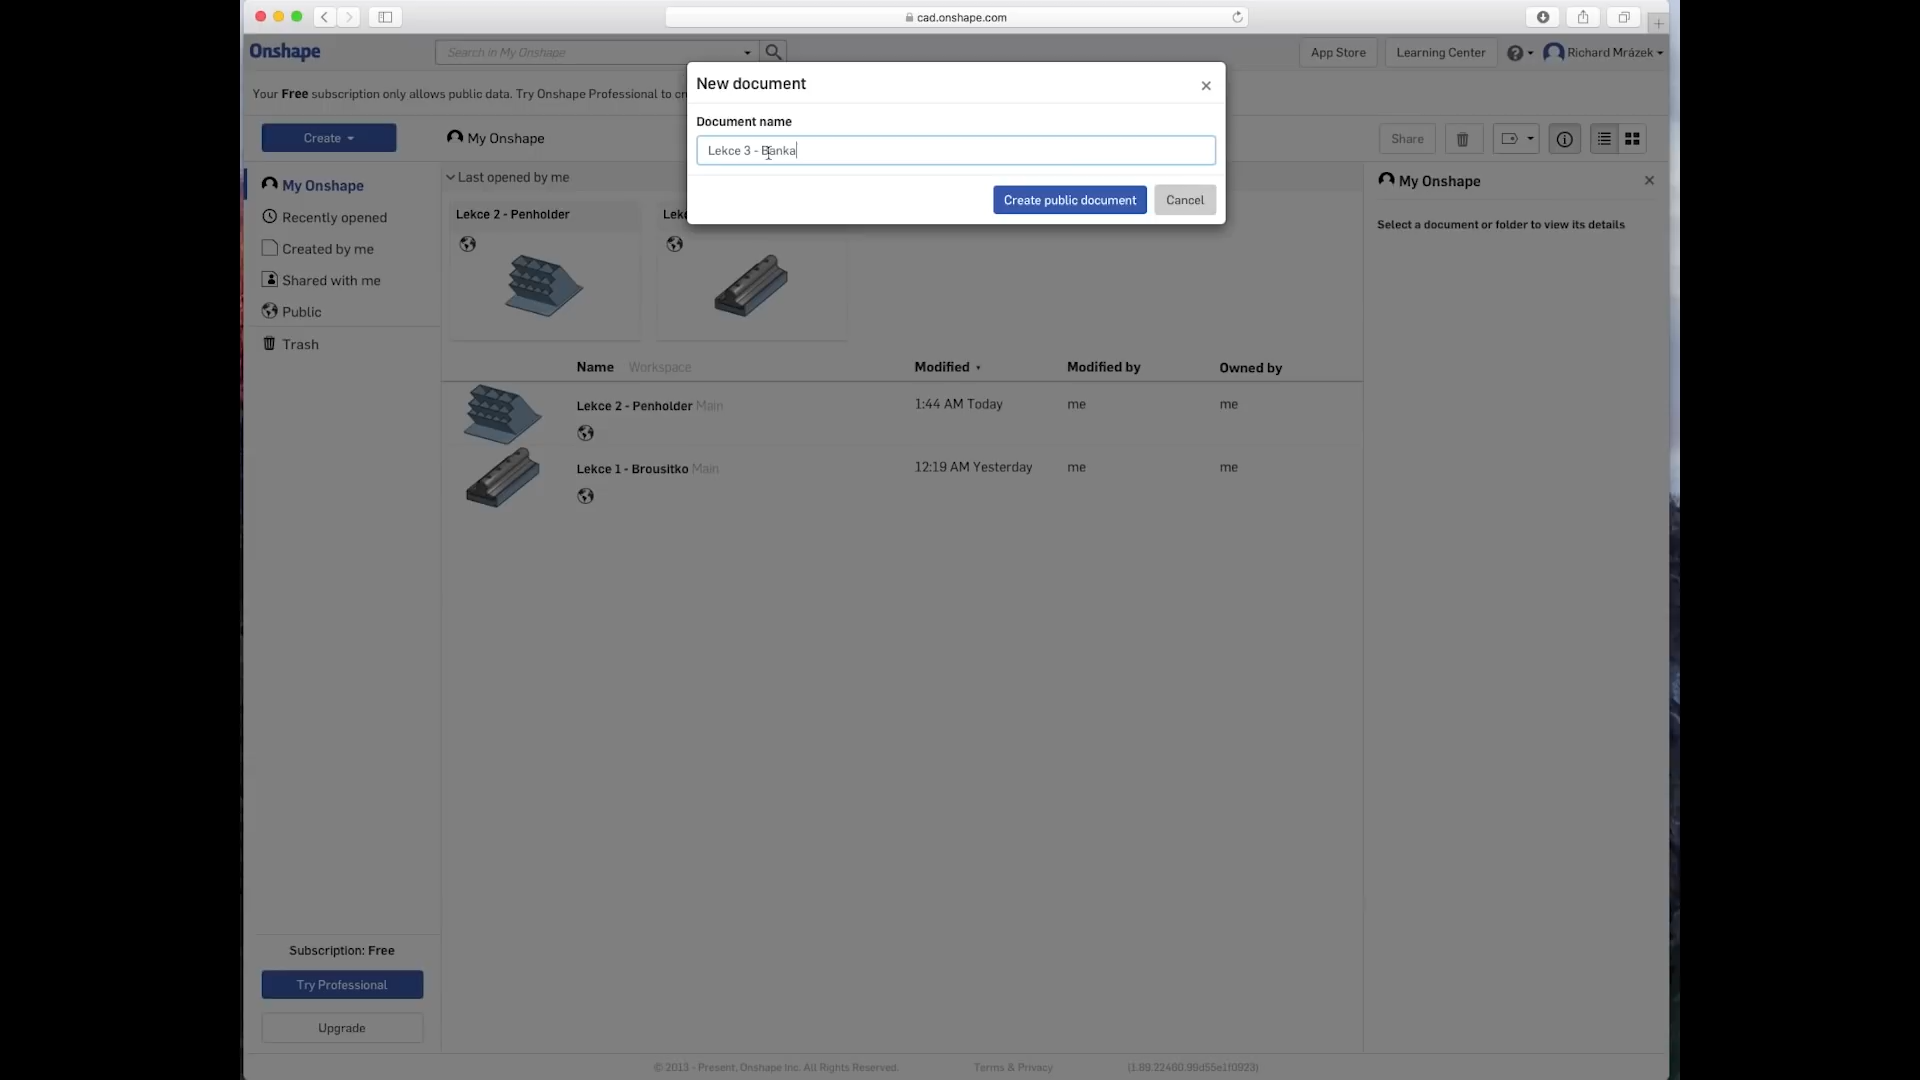 cad.onshape.com
Onshape
Search in My Onshape
App Store
Learning Center
Richard Mrázek
Your Free subscription only allows public data. Try Onshape Professional to
New document
Document name
Lekce 3 - Banka
Create public document
Cancel
Create
My Onshape
Share
My Onshape
Recently opened
Created by me
Shared with me
Public
Trash
Last opened by me
Lekce 2 - Penholder
My Onshape
Select a document or folder to view its details
Name Workspace Modified Modified by Owned by
Lekce 2 - Penholder Main 1:44 AM Today me me
Lekce 1 - Brousitko Main 12:19 AM Yesterday me me
Subscription: Free
Try Professional
Upgrade
© 2013 - Present, Onshape Inc. All Rights Reserved. Terms & Privacy (1.89.22460.99d55e1f0923)